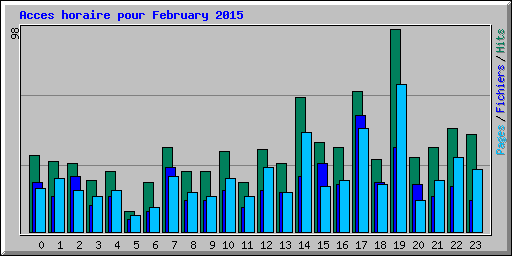 Acces horaire pour February 2015
98
Pages / Fichiers / Hits
0 1 2 3 4 5 6 7 8 9 10 11 12 13 14 15 16 17 18 19 20 21 22 23